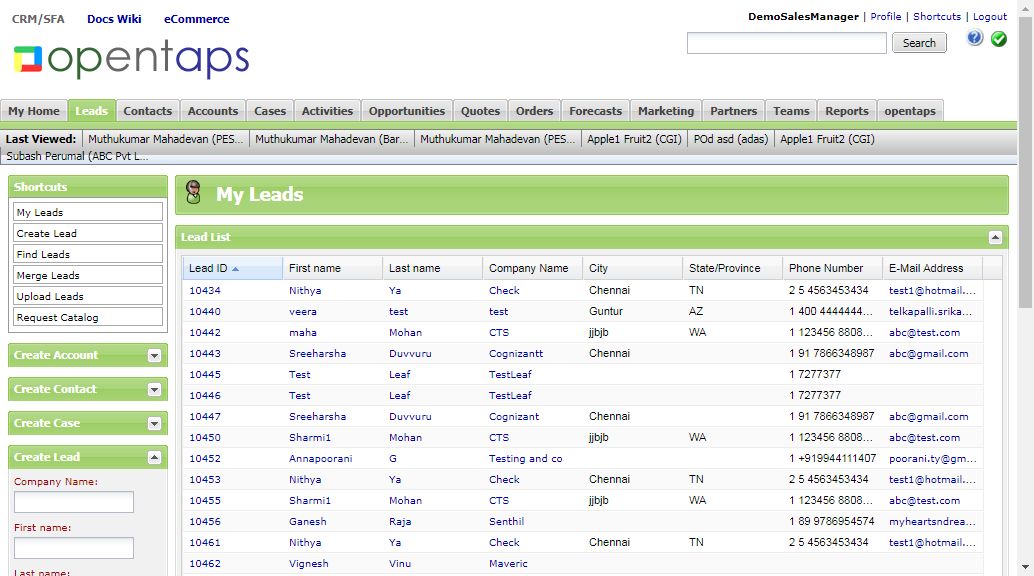 CRM/SFA Docs Wiki eCommerce
DemoSalesManager | Profile | Shortcuts | Logout
opentaps
Search
My Home Leads Contacts Accounts Cases Activities Opportunities Quotes Orders Forecasts Marketing Partners Teams Reports opentaps
Last Viewed: Muthukumar Mahadevan (PES... Muthukumar Mahadevan (Bar... Muthukumar Mahadevan (PES... Apple1 Fruit2 (CGI) POd asd (adas) Apple1 Fruit2 (CGI)
Subash Perumal (ABC Pvt L...
Shortcuts
My Leads
Create Lead
Find Leads
Merge Leads
Upload Leads
Request Catalog
Create Account
Create Contact
Create Case
Create Lead
Company Name:
First name:
Last name:
My Leads
Lead List
Lead ID First name Last name Company Name City State/Province Phone Number E-Mail Address
10434 Nithya Ya Check Chennai TN 2 5 4563453434 test1@hotmail....
10440 veera test test Guntur AZ 1 400 4444444... telkapalli.srika...
10442 maha Mohan CTS jjbjb WA 1 123456 8808... abc@test.com
10443 Sreeharsha Duvvuru Cognizantt Chennai 1 91 7866348987 abc@gmail.com
10445 Test Leaf TestLeaf 1 7277377
10446 Test Leaf TestLeaf 1 7277377
10447 Sreeharsha Duvvuru Cognizant Chennai 1 91 7866348987 abc@gmail.com
10450 Sharmi1 Mohan CTS jjbjb WA 1 123456 8808... abc@test.com
10452 Annapoorani G Testing and co 1 +919944111407 poorani.ty@gm...
10453 Nithya Ya Check Chennai TN 2 5 4563453434 test1@hotmail....
10455 Sharmi1 Mohan CTS jjbjb WA 1 123456 8808... abc@test.com
10456 Ganesh Raja Senthil 1 89 9786954574 myheartsndrea...
10461 Nithya Ya Check Chennai TN 2 5 4563453434 test1@hotmail....
10462 Vignesh Vinu Maveric